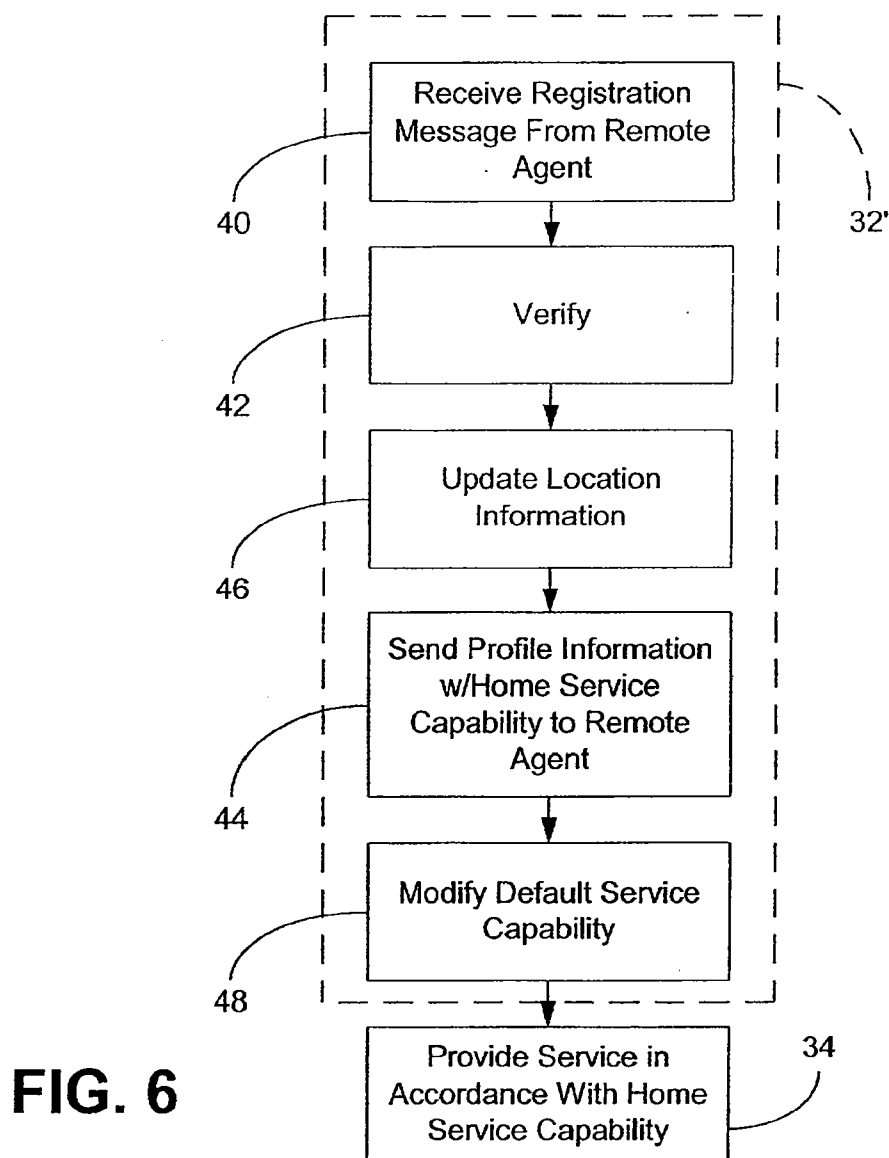 Receive Registration
Message From Remote
Agent
40
32'
Verify
42
Update Location
Information
46
Send Profile Information
w/Home Service
Capability to Remote
Agent
44
Modify Default Service
Capability
48
Provide Service in
Accordance With Home
Service Capability
34
FIG. 6